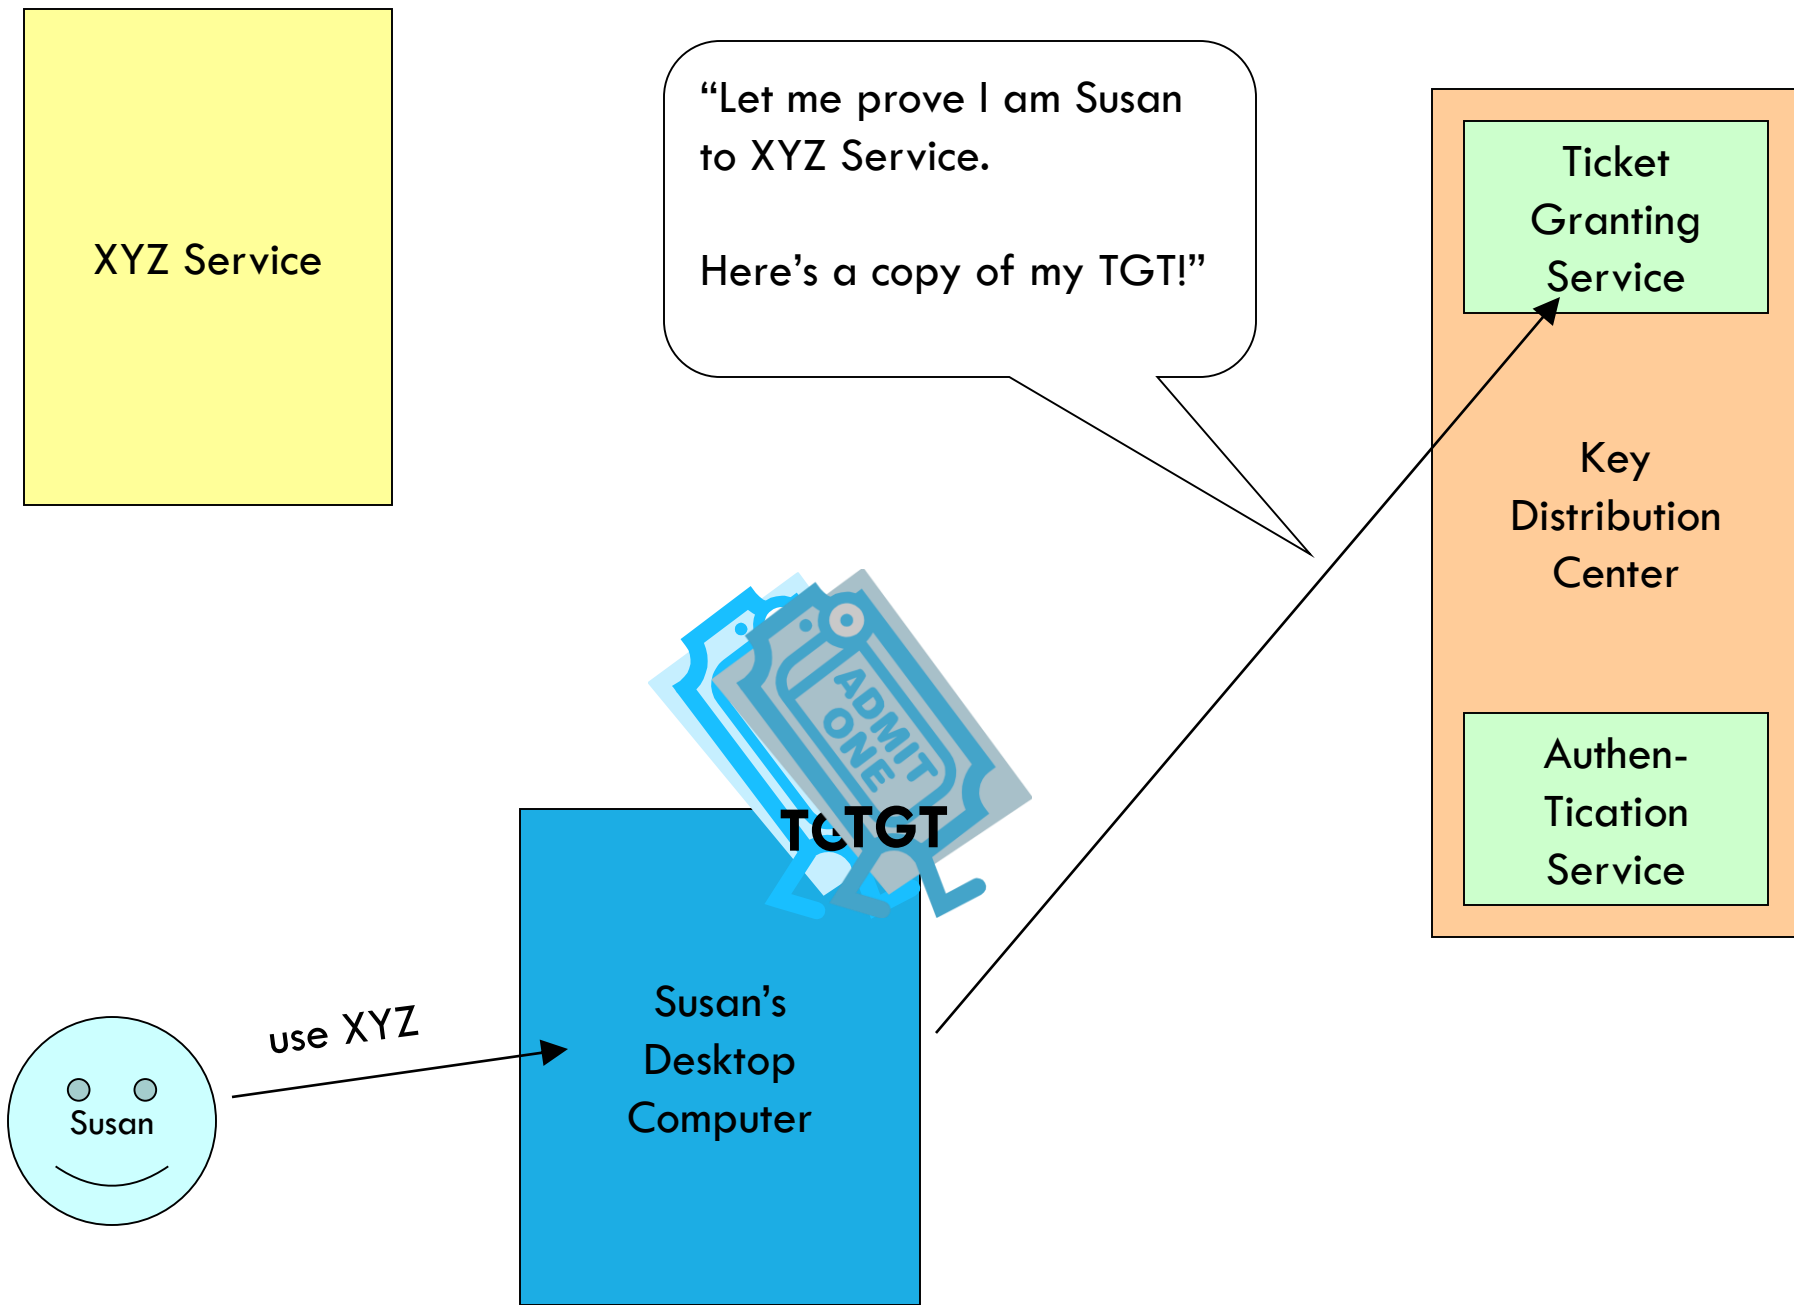 XYZ Service
“Let me prove I am Susan
to XYZ Service.
Here’s a copy of my TGT!”
Ticket
Granting
Service
Key
Distribution
Center
Authen-
Tication
Service
ADMIT
ONE
TGT
use XYZ
Susan
Susan’s
Desktop
Computer